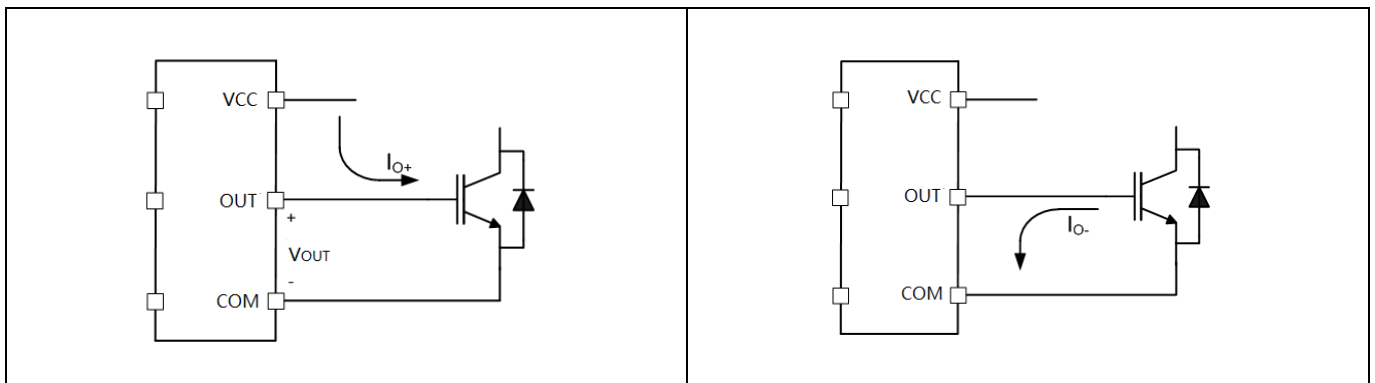 VCC
IO+
OUT
+
VOUT
-
COM
VCC
OUT
IO-
COM